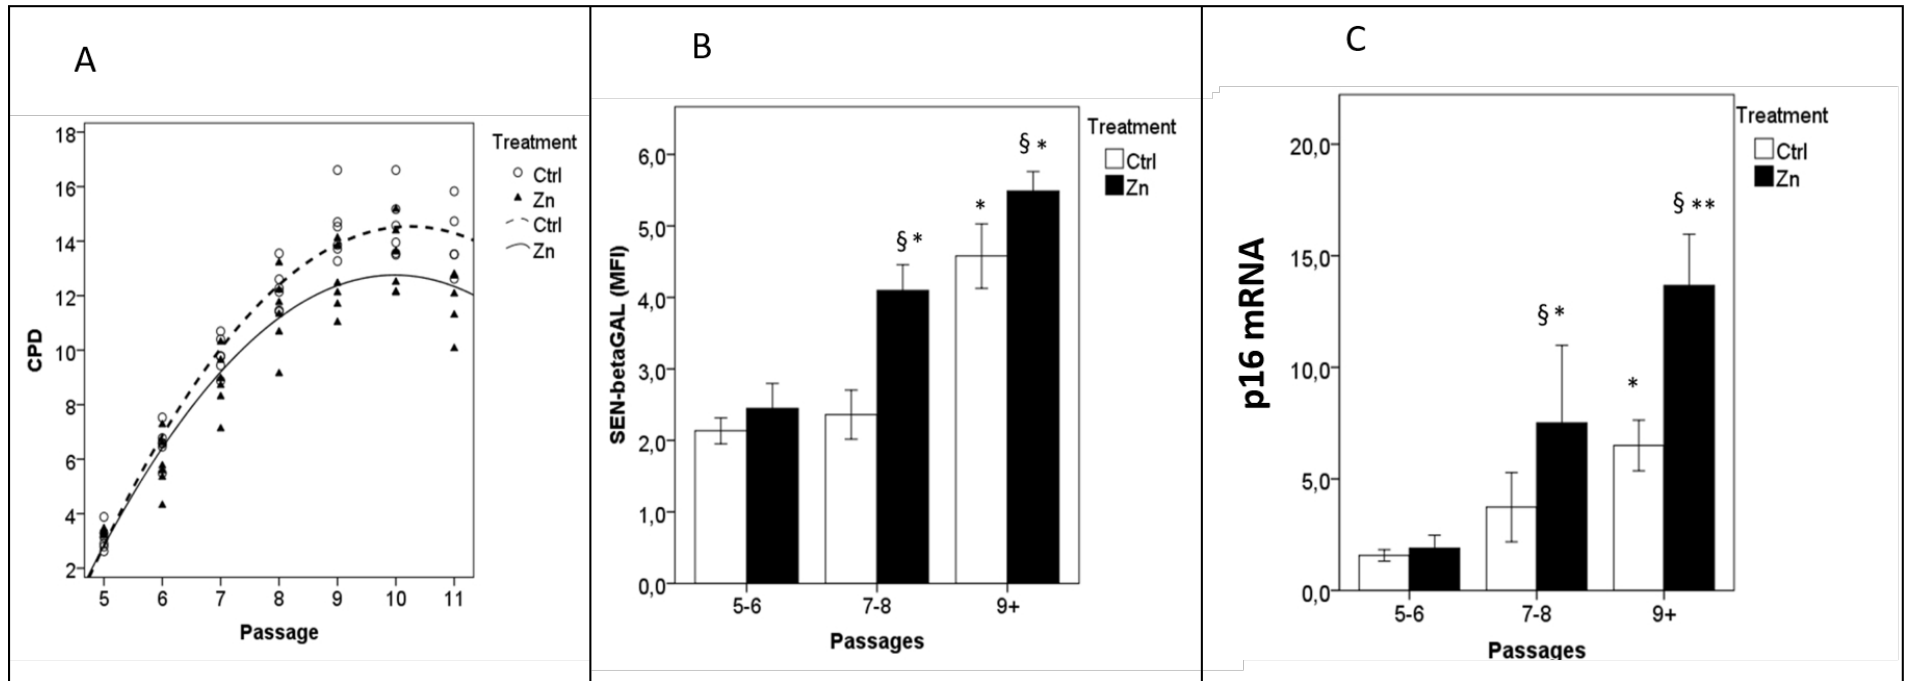 A
18
16
14
12
10
8
6
4
2
CPD
5 6 7 8 9 10 11
Passage
Treatment
Ctrl
Zn
Ctrl
Zn
B
6,0
5,0
4,0
3,0
2,0
1,0
0,0
SEN-betaGAL (MFI)
§ *
*
§ *
5-6 7-8 9+
Passages
Treatment
Ctrl
Zn
C
20,0
15,0
10,0
5,0
0,0
p16 mRNA
§ *
*
§ **
5-6 7-8 9+
Passages
Treatment
Ctrl
Zn